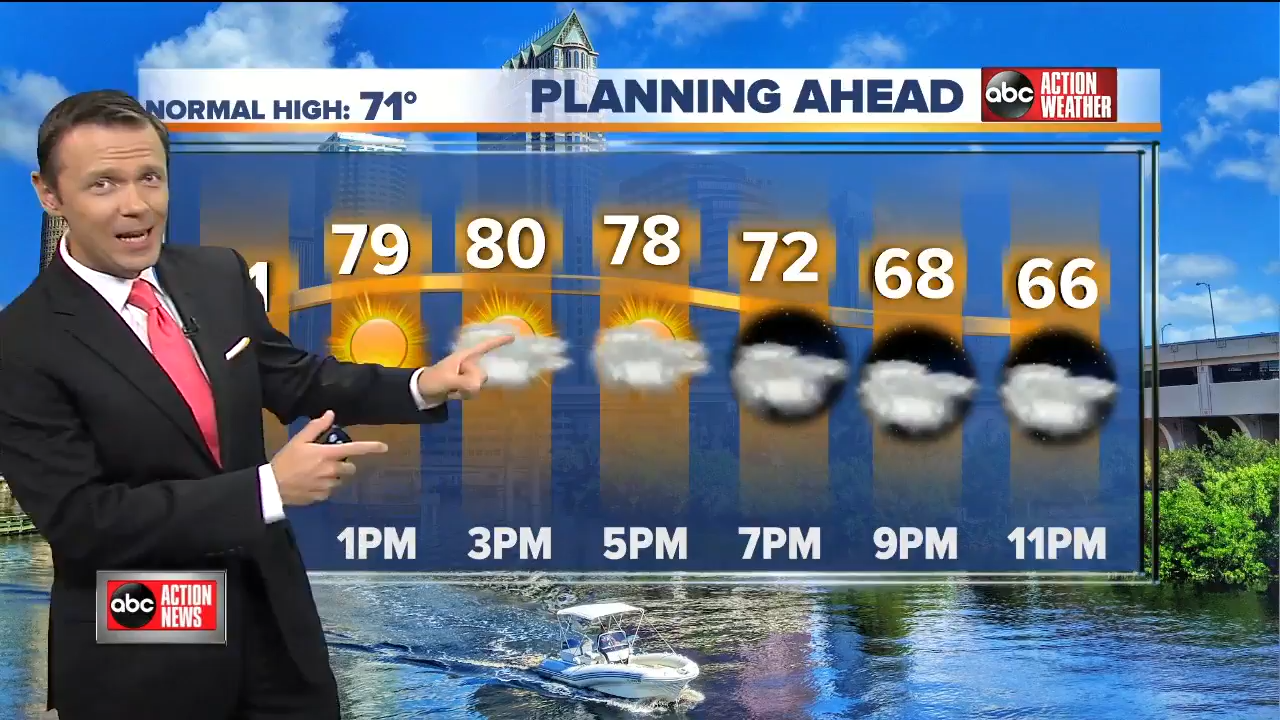 NORMAL HIGH: 71°
PLANNING AHEAD
abc
ACTION
WEATHER
79
80
78
72
68
66
1PM
3PM
5PM
7PM
9PM
11PM
abc
ACTION
NEWS